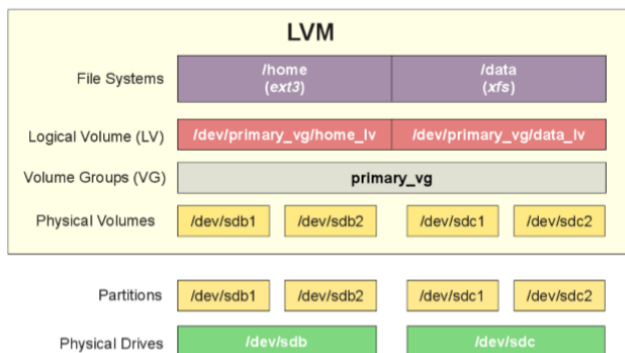 LVM
File Systems
/home
(ext3)
/data
(xfs)
Logical Volume (LV)
/dev/primary_vg/home_lv
/dev/primary_vg/data_lv
Volume Groups (VG)
primary_vg
Physical Volumes
/dev/sdb1
/dev/sdb2
/dev/sdc1
/dev/sdc2
Partitions
/dev/sdb1
/dev/sdb2
/dev/sdc1
/dev/sdc2
Physical Drives
/dev/sdb
/dev/sdc